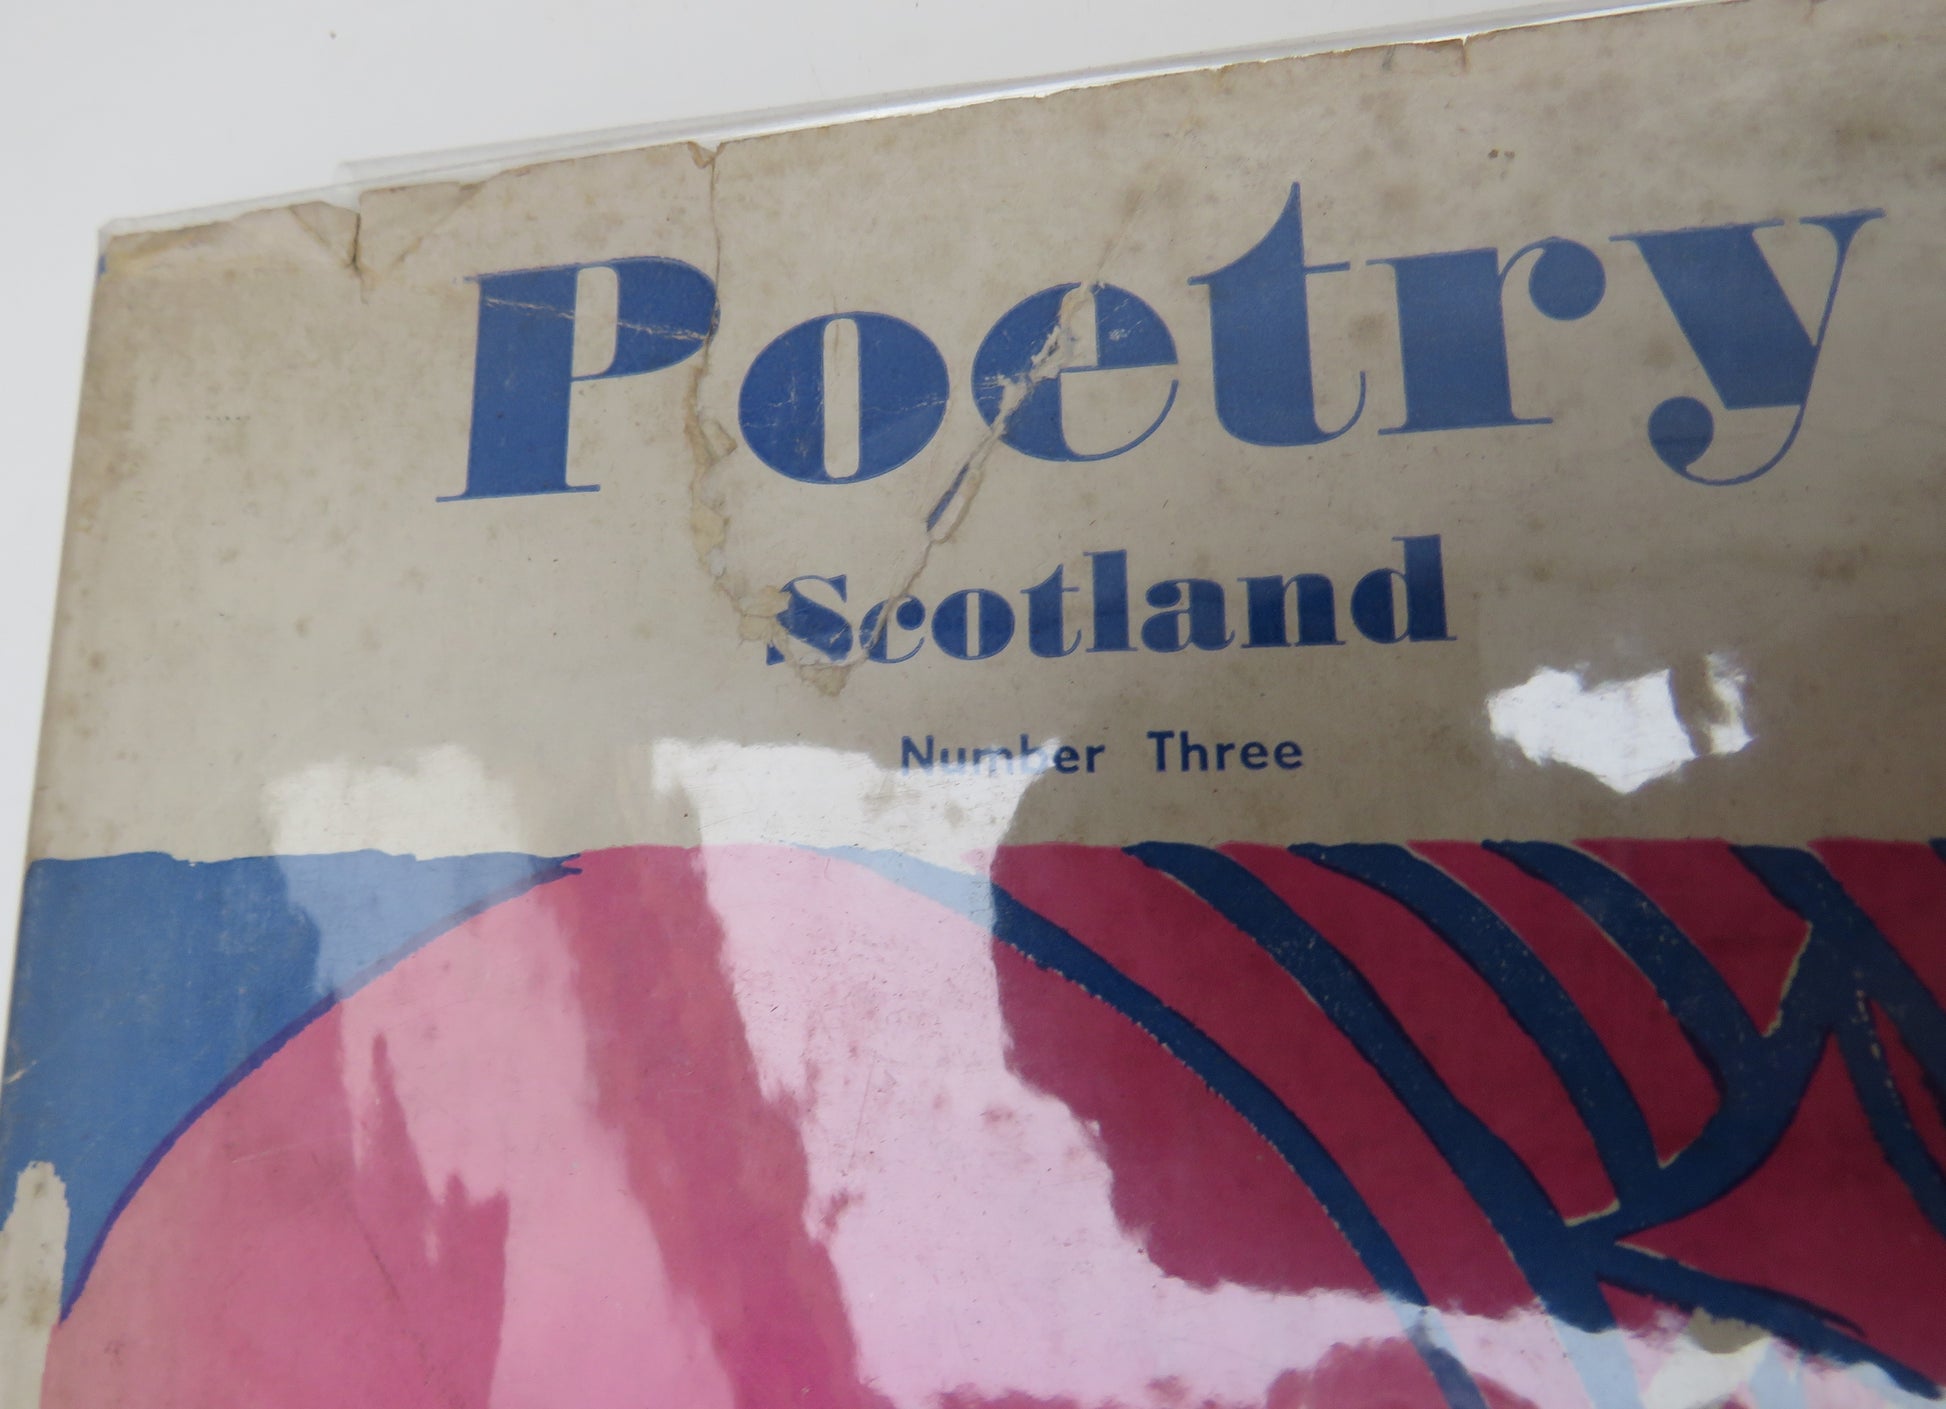 Poetry
Scotland
Number Three